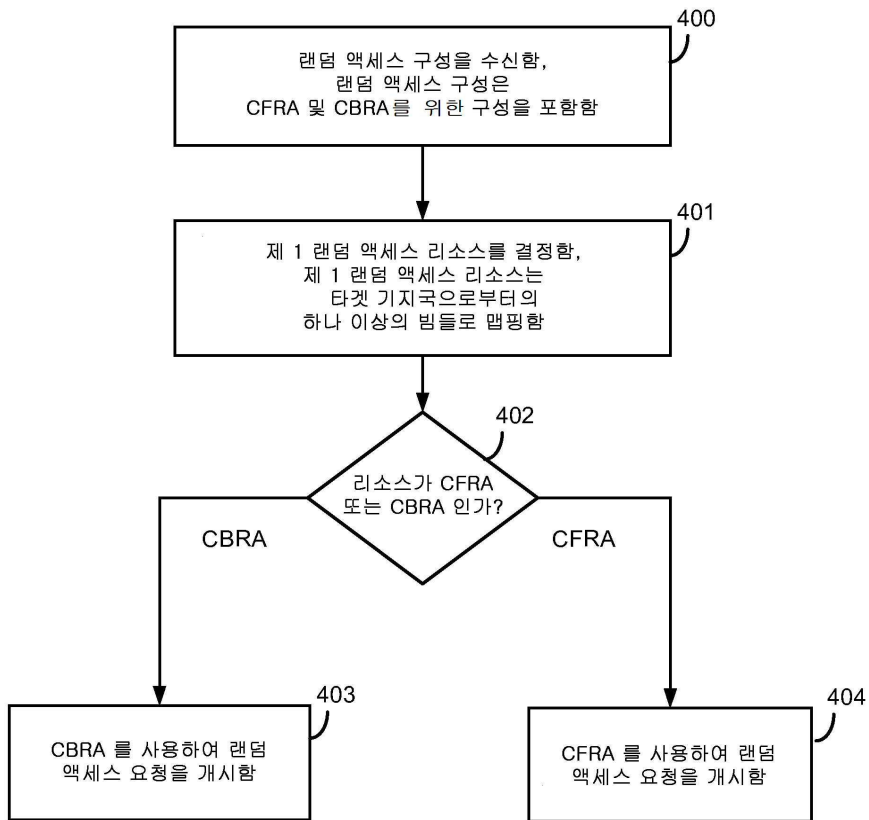 400
랜덤 액세스 구성을 수신함,
랜덤 액세스 구성은
CFRA 및 CBRA를 위한 구성을 포함함
401
제 1 랜덤 액세스 리소스를 결정함,
제 1 랜덤 액세스 리소스는
타겟 기지국으로부터의
하나 이상의 빔들로 맵핑함
402
리소스가 CFRA
또는 CBRA 인가?
CBRA
CFRA
403
CBRA 를 사용하여 랜덤
액세스 요청을 개시함
404
CFRA 를 사용하여 랜덤
액세스 요청을 개시함